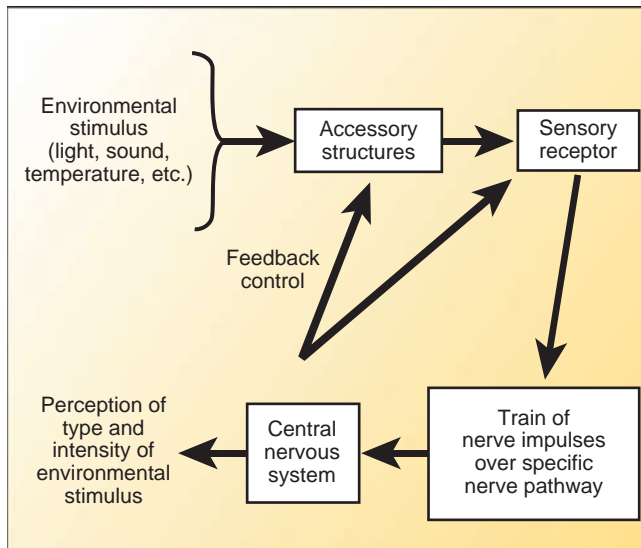 Environmental
stimulus
(light, sound,
temperature, etc.)
Accessory
structures
Sensory
receptor
Feedback
control
Perception of
type and
intensity of
environmental
stimulus
Central
nervous
system
Train of
nerve impulses
over specific
nerve pathway